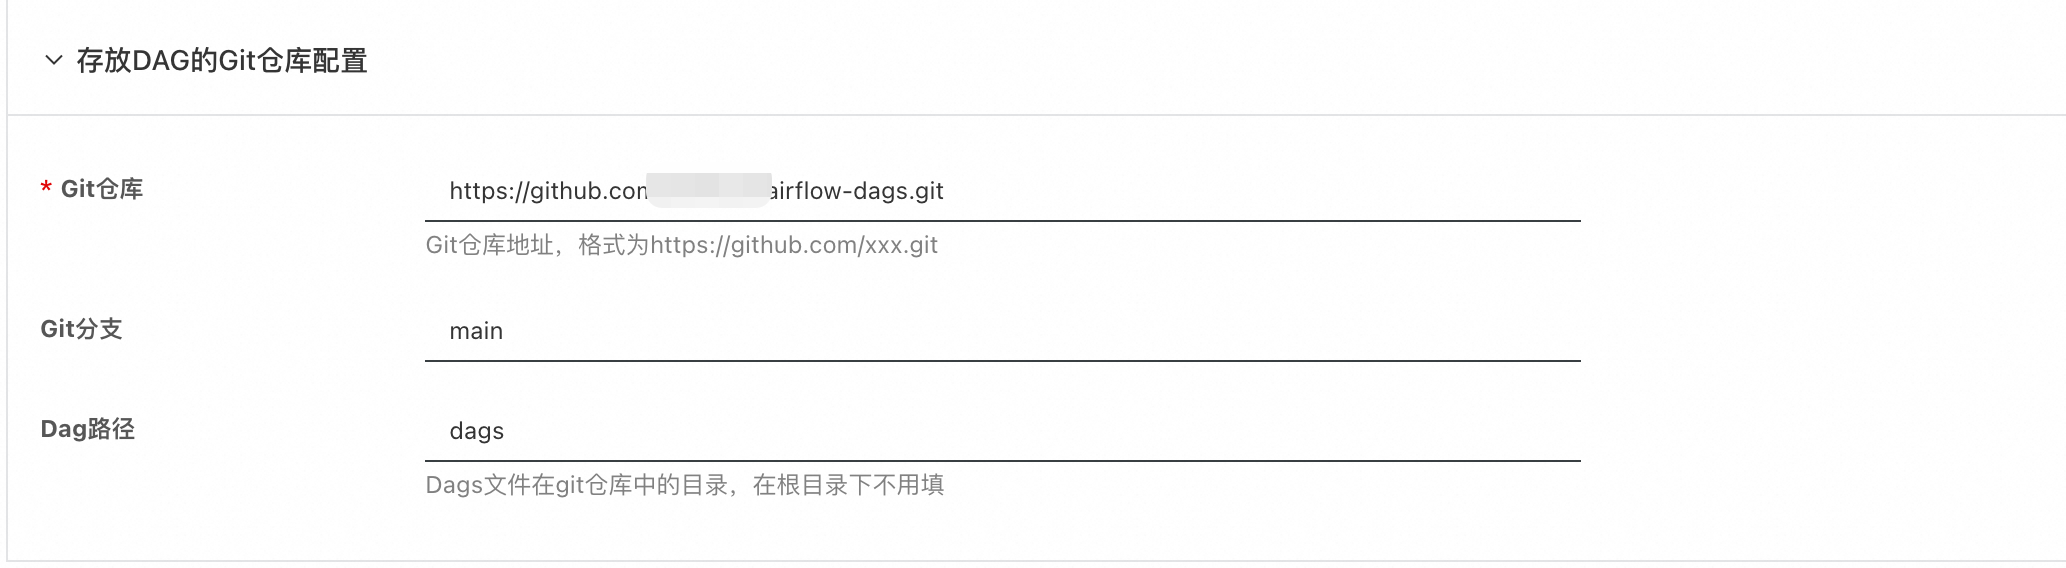 存放DAG的Git仓库配置
* Git仓库
https://github.com airflow-dags.git
Git仓库地址，格式为https://github.com/xxx.git
Git分支
main
Dag路径
dags
Dags文件在git仓库中的目录，在根目录下不用填